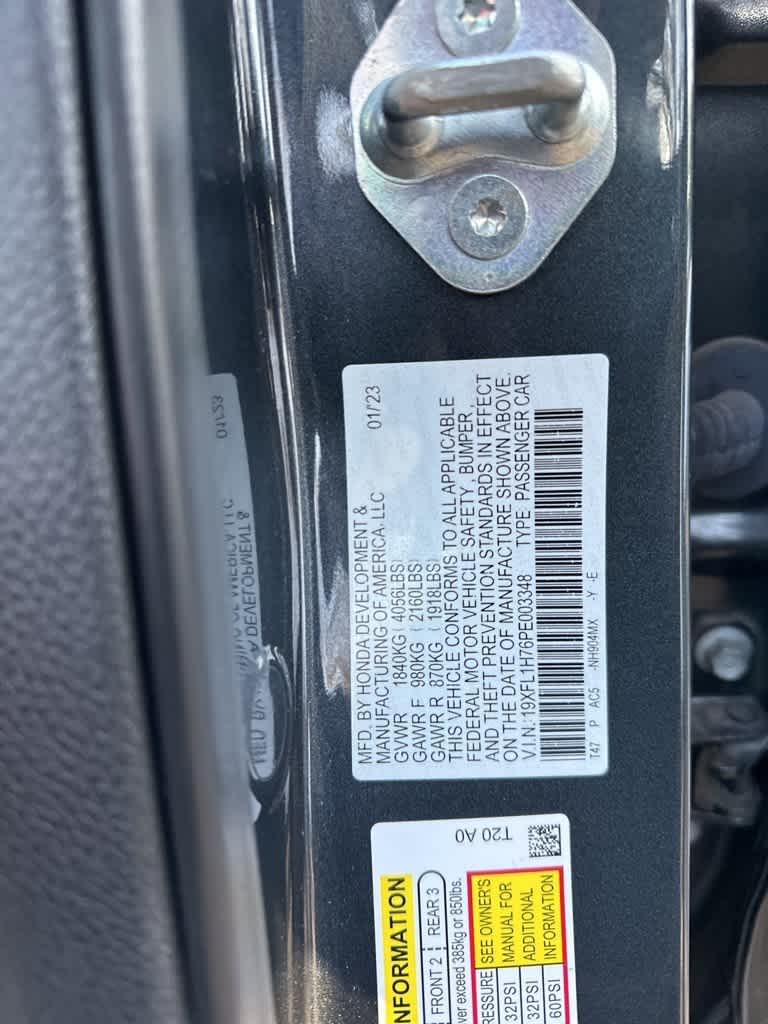 MFD. BY HONDA DEVELOPMENT &
MANUFACTURING OF AMERICA, LLC 01/'23
GVWR 1840KG ( 4056LBS)
GAWR F 980KG ( 2160LBS)
GAWR R 870KG ( 1918LBS)
THIS VEHICLE CONFORMS TO ALL APPLICABLE
FEDERAL MOTOR VEHICLE SAFETY, BUMPER,
AND THEFT PREVENTION STANDARDS IN EFFECT
ON THE DATE OF MANUFACTURE SHOWN ABOVE.
V.I.N.:19XFL1H76PE003348 TYPE: PASSENGER CAR
T47 P AC5 -NH904MX -Y -E
T20 A0
NFORMATION
FRONT 2 REAR 3
ver exceed 385kg or 850lbs.
RESSURE SEE OWNER'S
32PSI MANUAL FOR
32PSI ADDITIONAL
60PSI INFORMATION